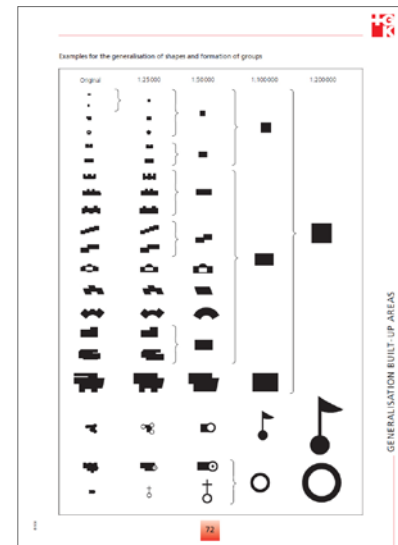 +GK
Examples for the generalisation of shapes and formation of groups
Original 1:25000 1:50000 1:100000 1:200000
GENERALISATION BUILT-UP AREAS
72